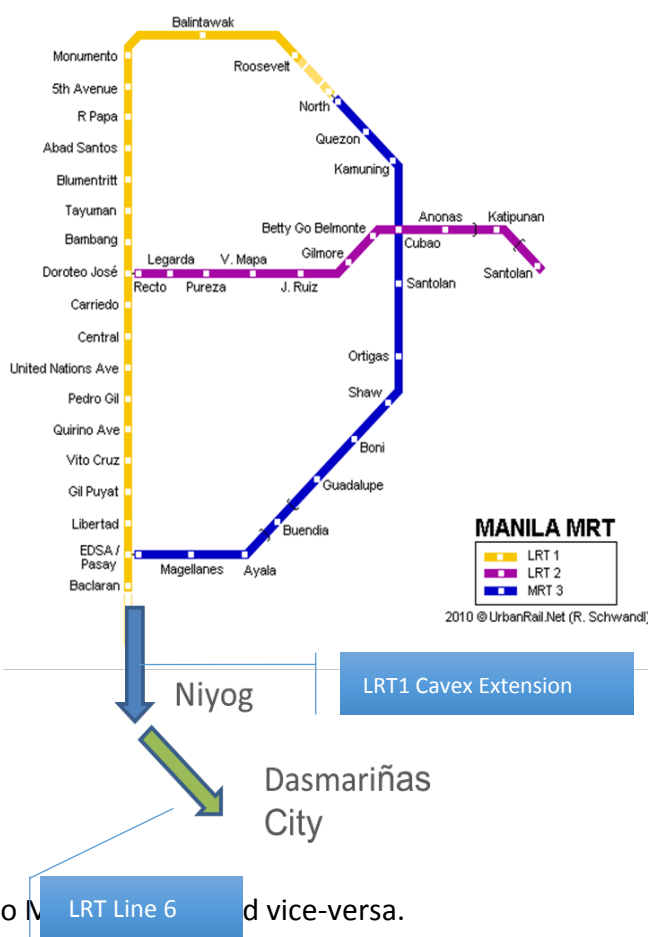 Balintawak
Monumento
Roosevelt
5th Avenue
North
R Papa
Quezon
Abad Santos
Kamuning
Blumentritt
Tayuman
Anonas Katipunan
Betty Go Belmonte
Bambang
Cubao
Legarda V. Mapa Gilmore
Doroteo José
Santolan
Recto Pureza J. Ruiz
Santolan
Carriedo
Central
Ortigas
United Nations Ave
Shaw
Pedro Gil
Quirino Ave
Boni
Vito Cruz
Guadalupe
Gil Puyat
Libertad
Buendia
MANILA MRT
EDSA /
Pasay
LRT 1
Magellanes Ayala
LRT 2
Baclaran
MRT 3
2010 © UrbanRail.Net (R. Schwandl)
LRT1 Cavex Extension
Niyog
Dasmariñas
City
LRT Line 6
vice-versa.